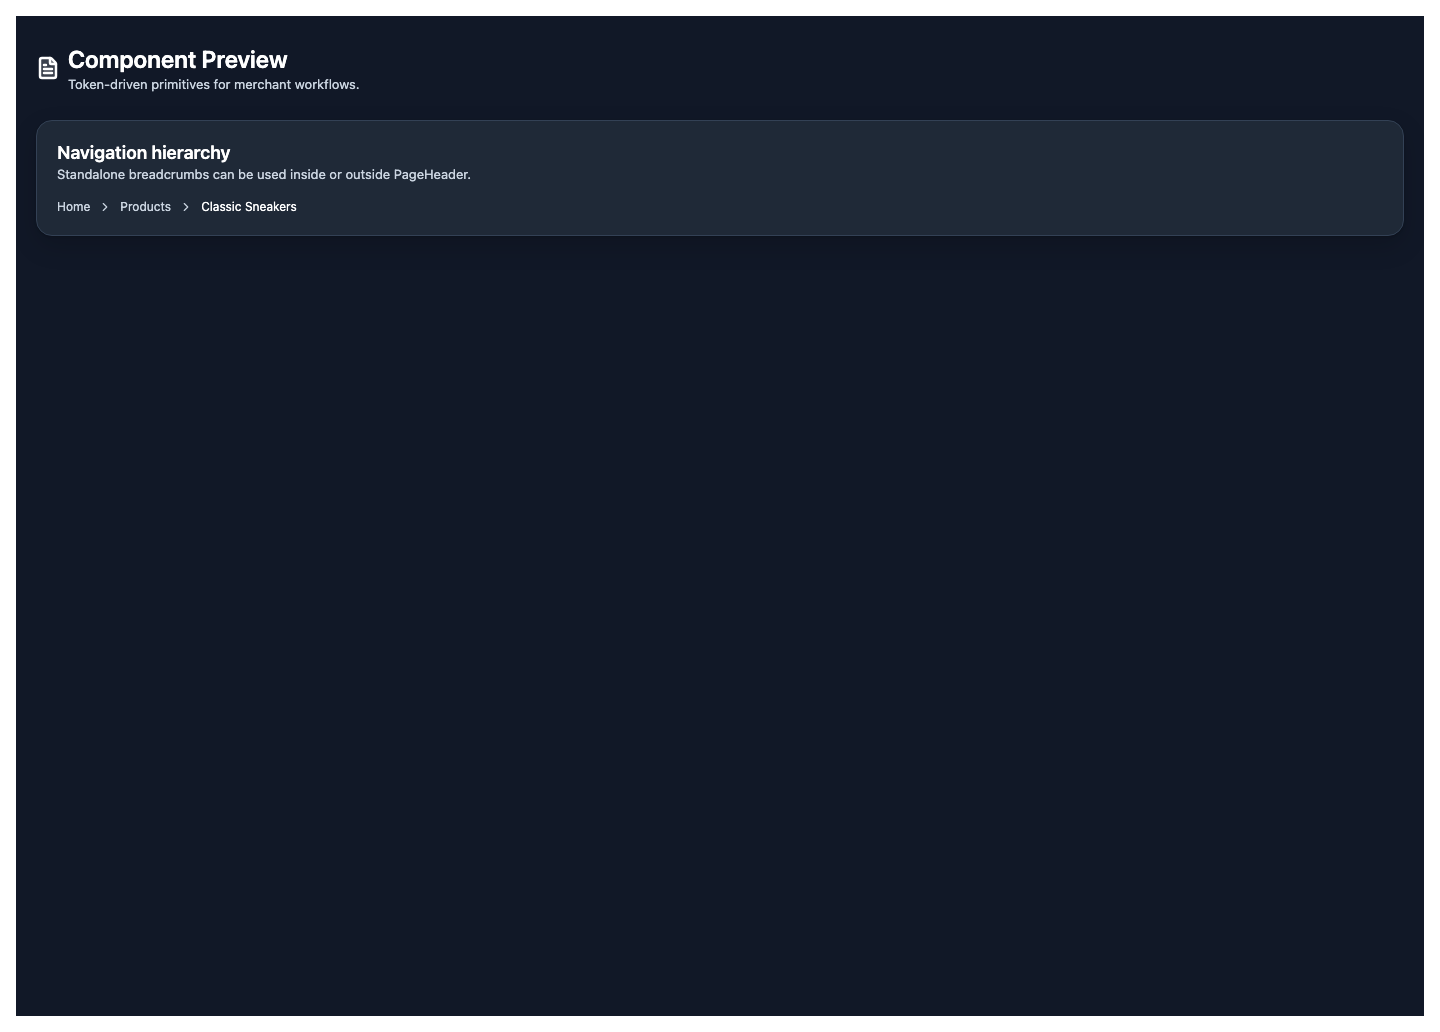 Component Preview
Token-driven primitives for merchant workflows.
Navigation hierarchy
Standalone breadcrumbs can be used inside or outside PageHeader.
Home > Products > Classic Sneakers